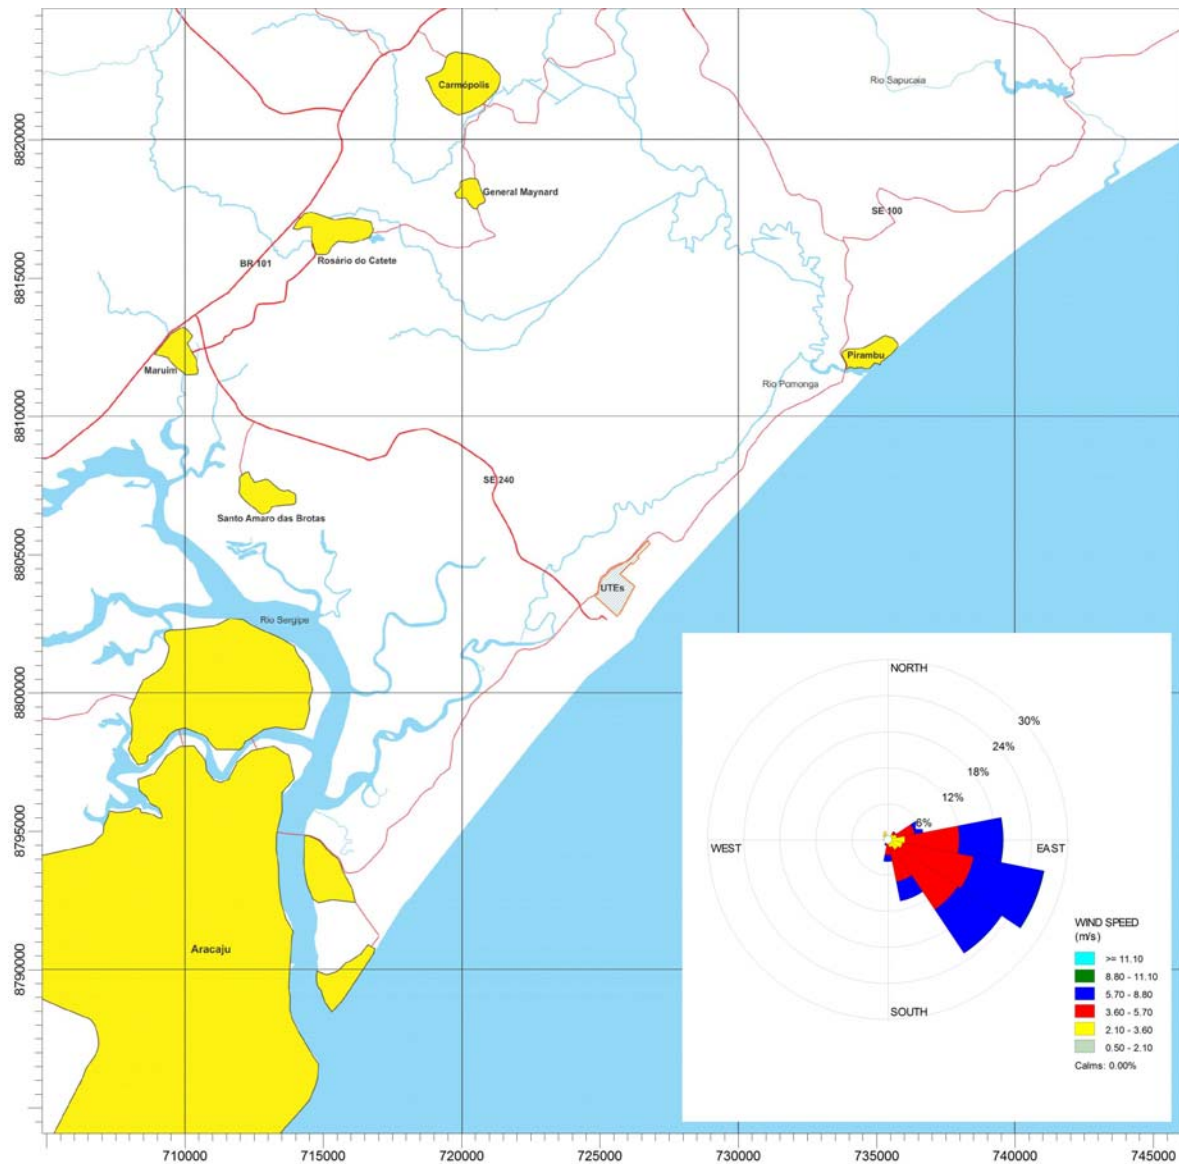 Rio Sapucaia
Carmópolis
8820000
General Maynard
SE 100
BR 101
Rosário do Catete
8815000
Maruim
Pirambu
Rio Pomonga
8810000
SE 240
Santo Amaro das Brotas
8805000
UTEs
Rio Sergipe
8800000
NORTH
30%
24%
18%
12%
6%
WEST
EAST
8795000
WIND SPEED
(m/s)
>= 11.10
8.80 - 11.10
5.70 - 8.80
3.60 - 5.70
2.10 - 3.60
0.50 - 2.10
Calms: 0.00%
SOUTH
Aracaju
8790000
710000
715000
720000
725000
730000
735000
740000
745000